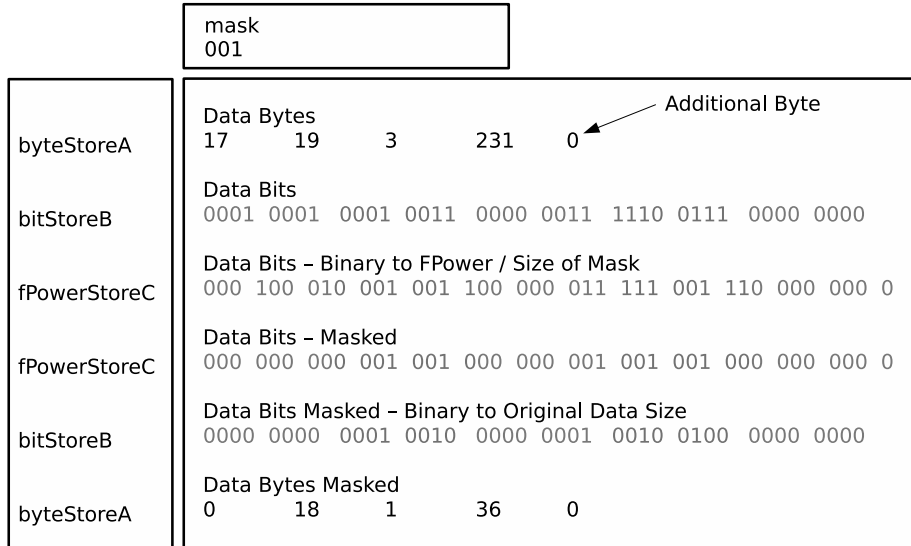 mask
001
Additional Byte
Data Bytes
byteStoreA 17 19 3 231 0
Data Bits
bitStoreB 0001 0001 0001 0011 0000 0011 1110 0111 0000 0000
Data Bits – Binary to FPower / Size of Mask
fPowerStoreC 000 100 010 001 001 100 000 011 111 001 110 000 000 0
Data Bits – Masked
fPowerStoreC 000 000 000 001 001 000 000 001 001 001 000 000 000 0
Data Bits Masked – Binary to Original Data Size
bitStoreB 0000 0000 0001 0010 0000 0001 0010 0100 0000 0000
Data Bytes Masked
byteStoreA 0 18 1 36 0